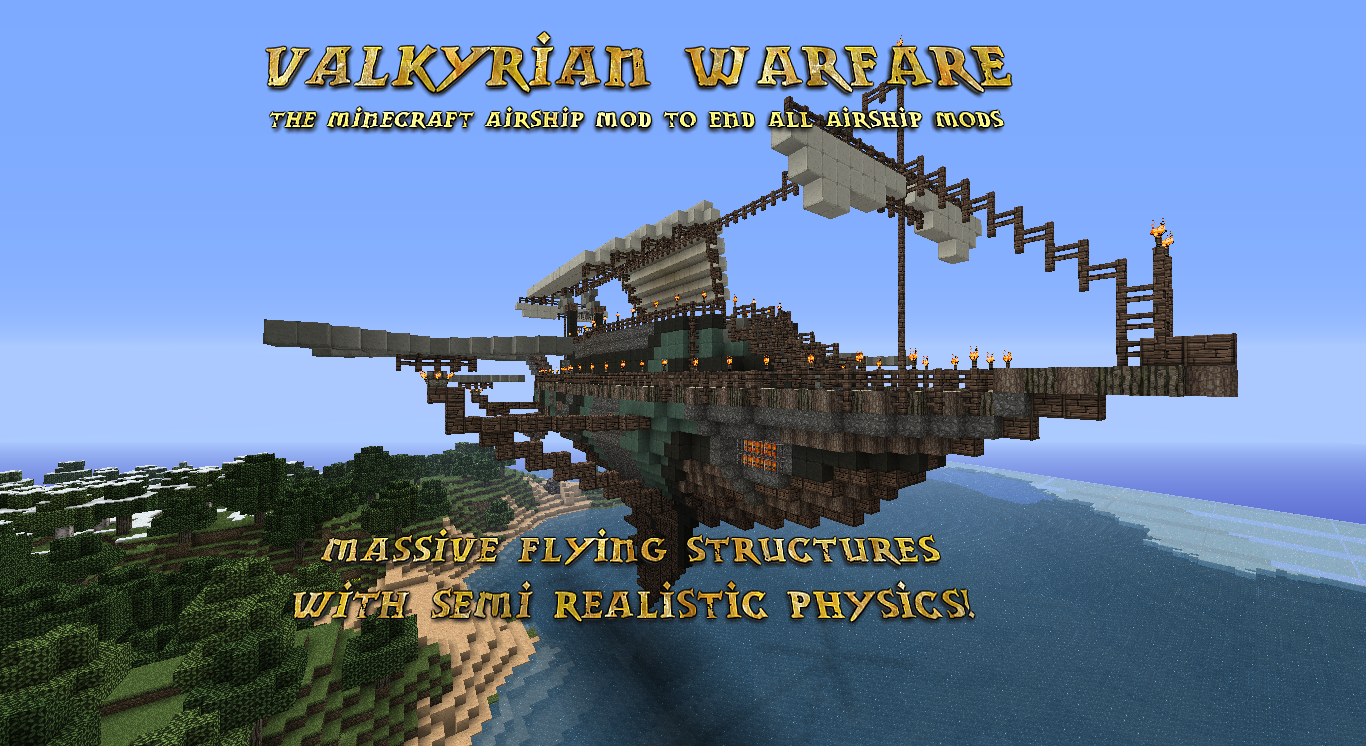 VALKYRiAN WARFARE
THE MiNECRAFT AiRSHiP MOD TO END ALL AiRSHiP MODS
MASSiVE FLYiNG STRUCTURES
WiTH SEMi REALiSTiC PHYSiCS!